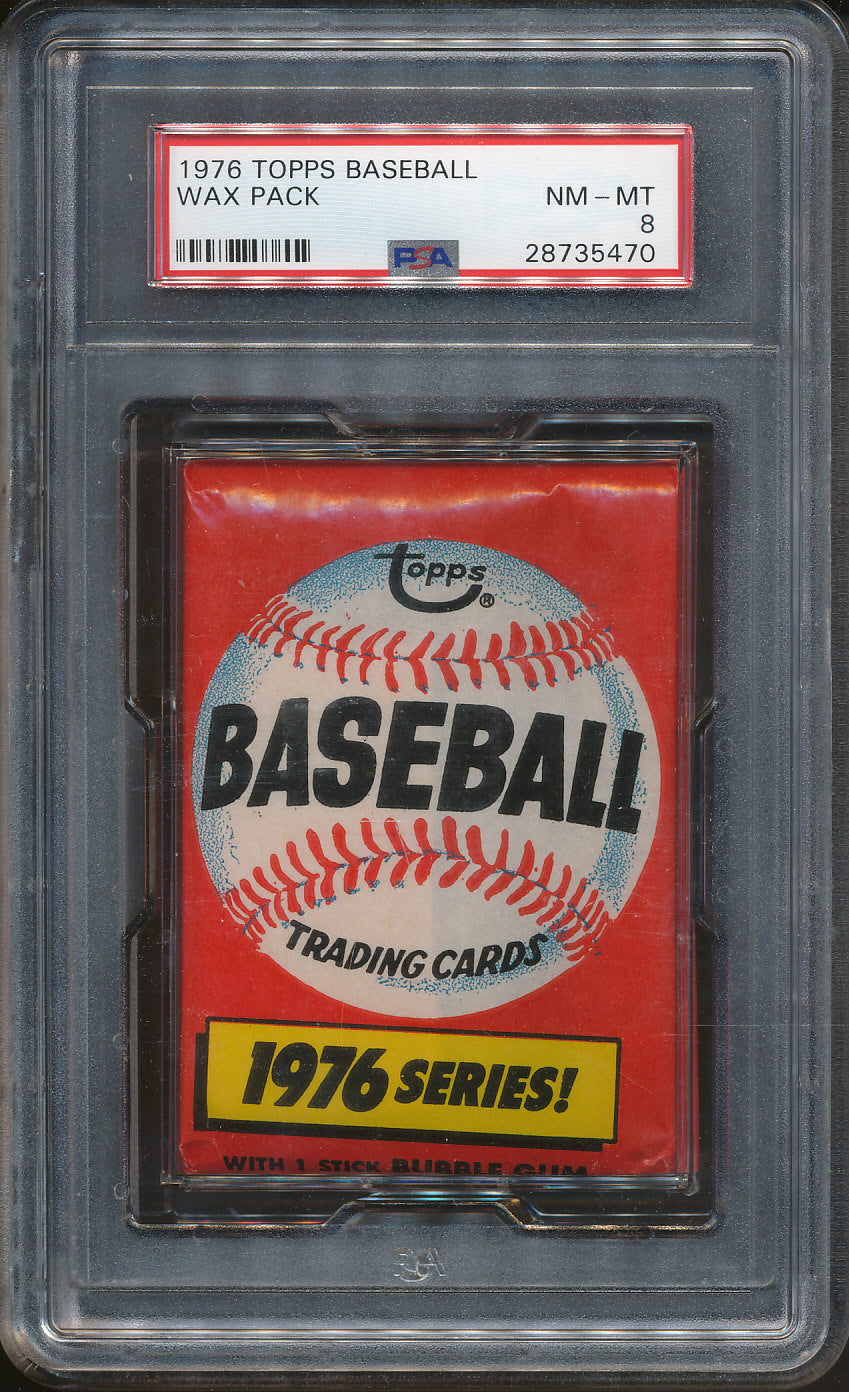 1976 TOPPS BASEBALL
WAX PACK
NM – MT
8
PSA
28735470
Topps®
BASEBALL
TRADING CARDS
1976 SERIES!
WITH 1 STICK BUBBLE GUM
PSA